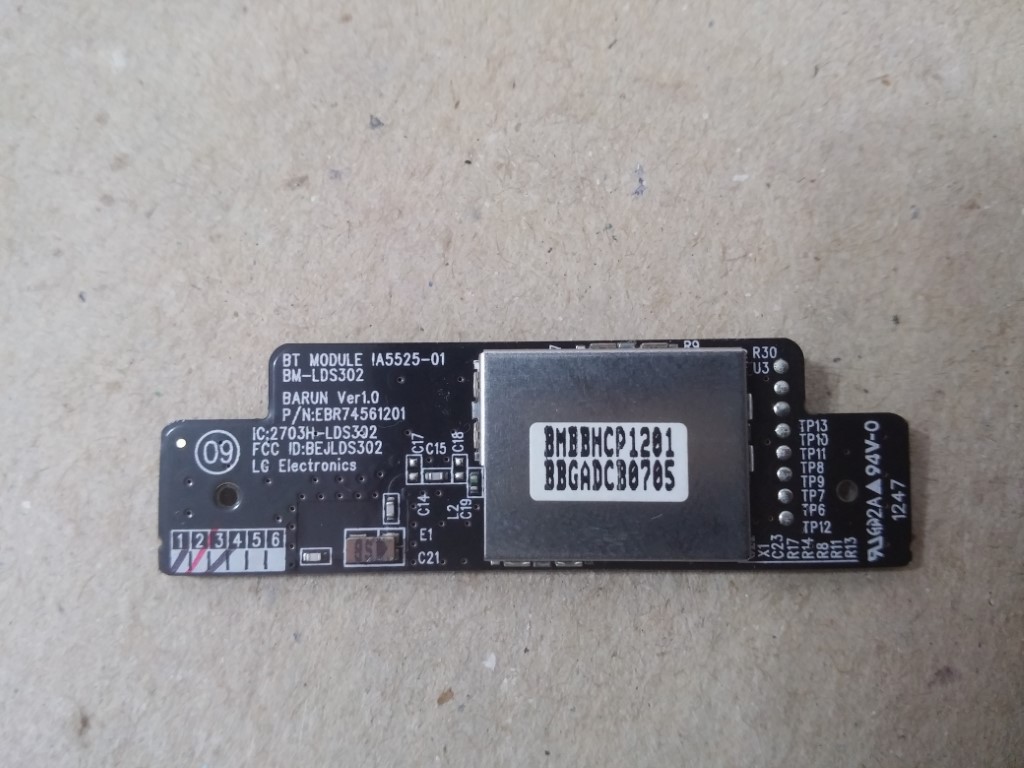 BT MODULE IA5525-01
BM-LDS302
BARUN Ver1.0
P/N:EBR74561201
IC:2703H-LDS302
FCC ID:BEJLDS302
LG Electronics
09
1 2 3 4 5 6
C17
C15
C18
C14
L2
C19
E1
C21
BMBBHCP1201
BBGADCB0705
R9
R30
U3
TP13
TP10
TP11
TP8
TP9
TP7
TP6
TP12
X1
C23
R17
R14
R8
R11
R13
2A▲94V-0
1247